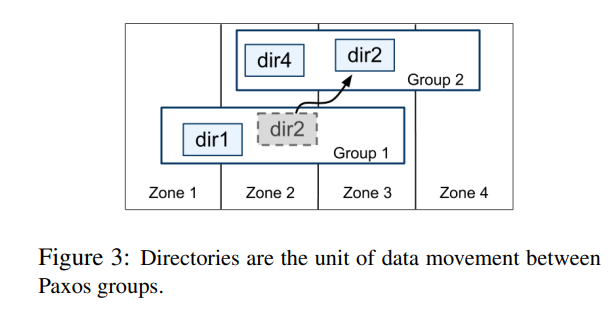 dir4
dir2
Group 2
dir1
dir2
Group 1
Zone 1
Zone 2
Zone 3
Zone 4
Figure 3: Directories are the unit of data movement between
Paxos groups.